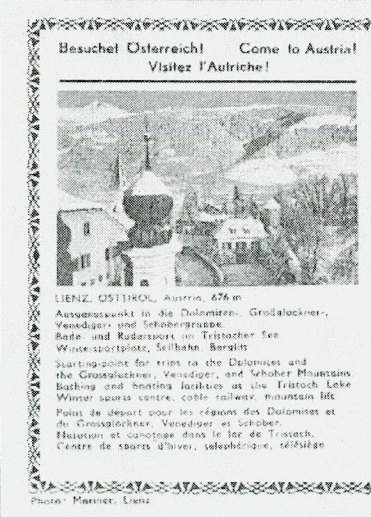 Besuchet Österreich! Come to Austria!
Visitez l'Autriche!
LIENZ, OSTTIROL, Austria, 676 m
Ausgangspunkt in die Dolomiten-, Großglockner-,
Venediger- und Schobergruppe.
Bade- und Rudersport am Tristacher See
Wintersportplatz, Seilbahn, Berglift
Starting-point for trips to the Dolomites and
the Grossglockner, Venediger, and Schober Mountains.
Bathing and boating facilities at the Tristach Lake
Winter sports centre, cable railway, mountain lift
Point de départ pour les régions des Dolomites et
du Grossglockner, Venediger et Schober.
Natation et canotage dans le lac de Tristach.
Centre de sports d'hiver, téléphérique, télésiège
Photo: Mariner, Lienz